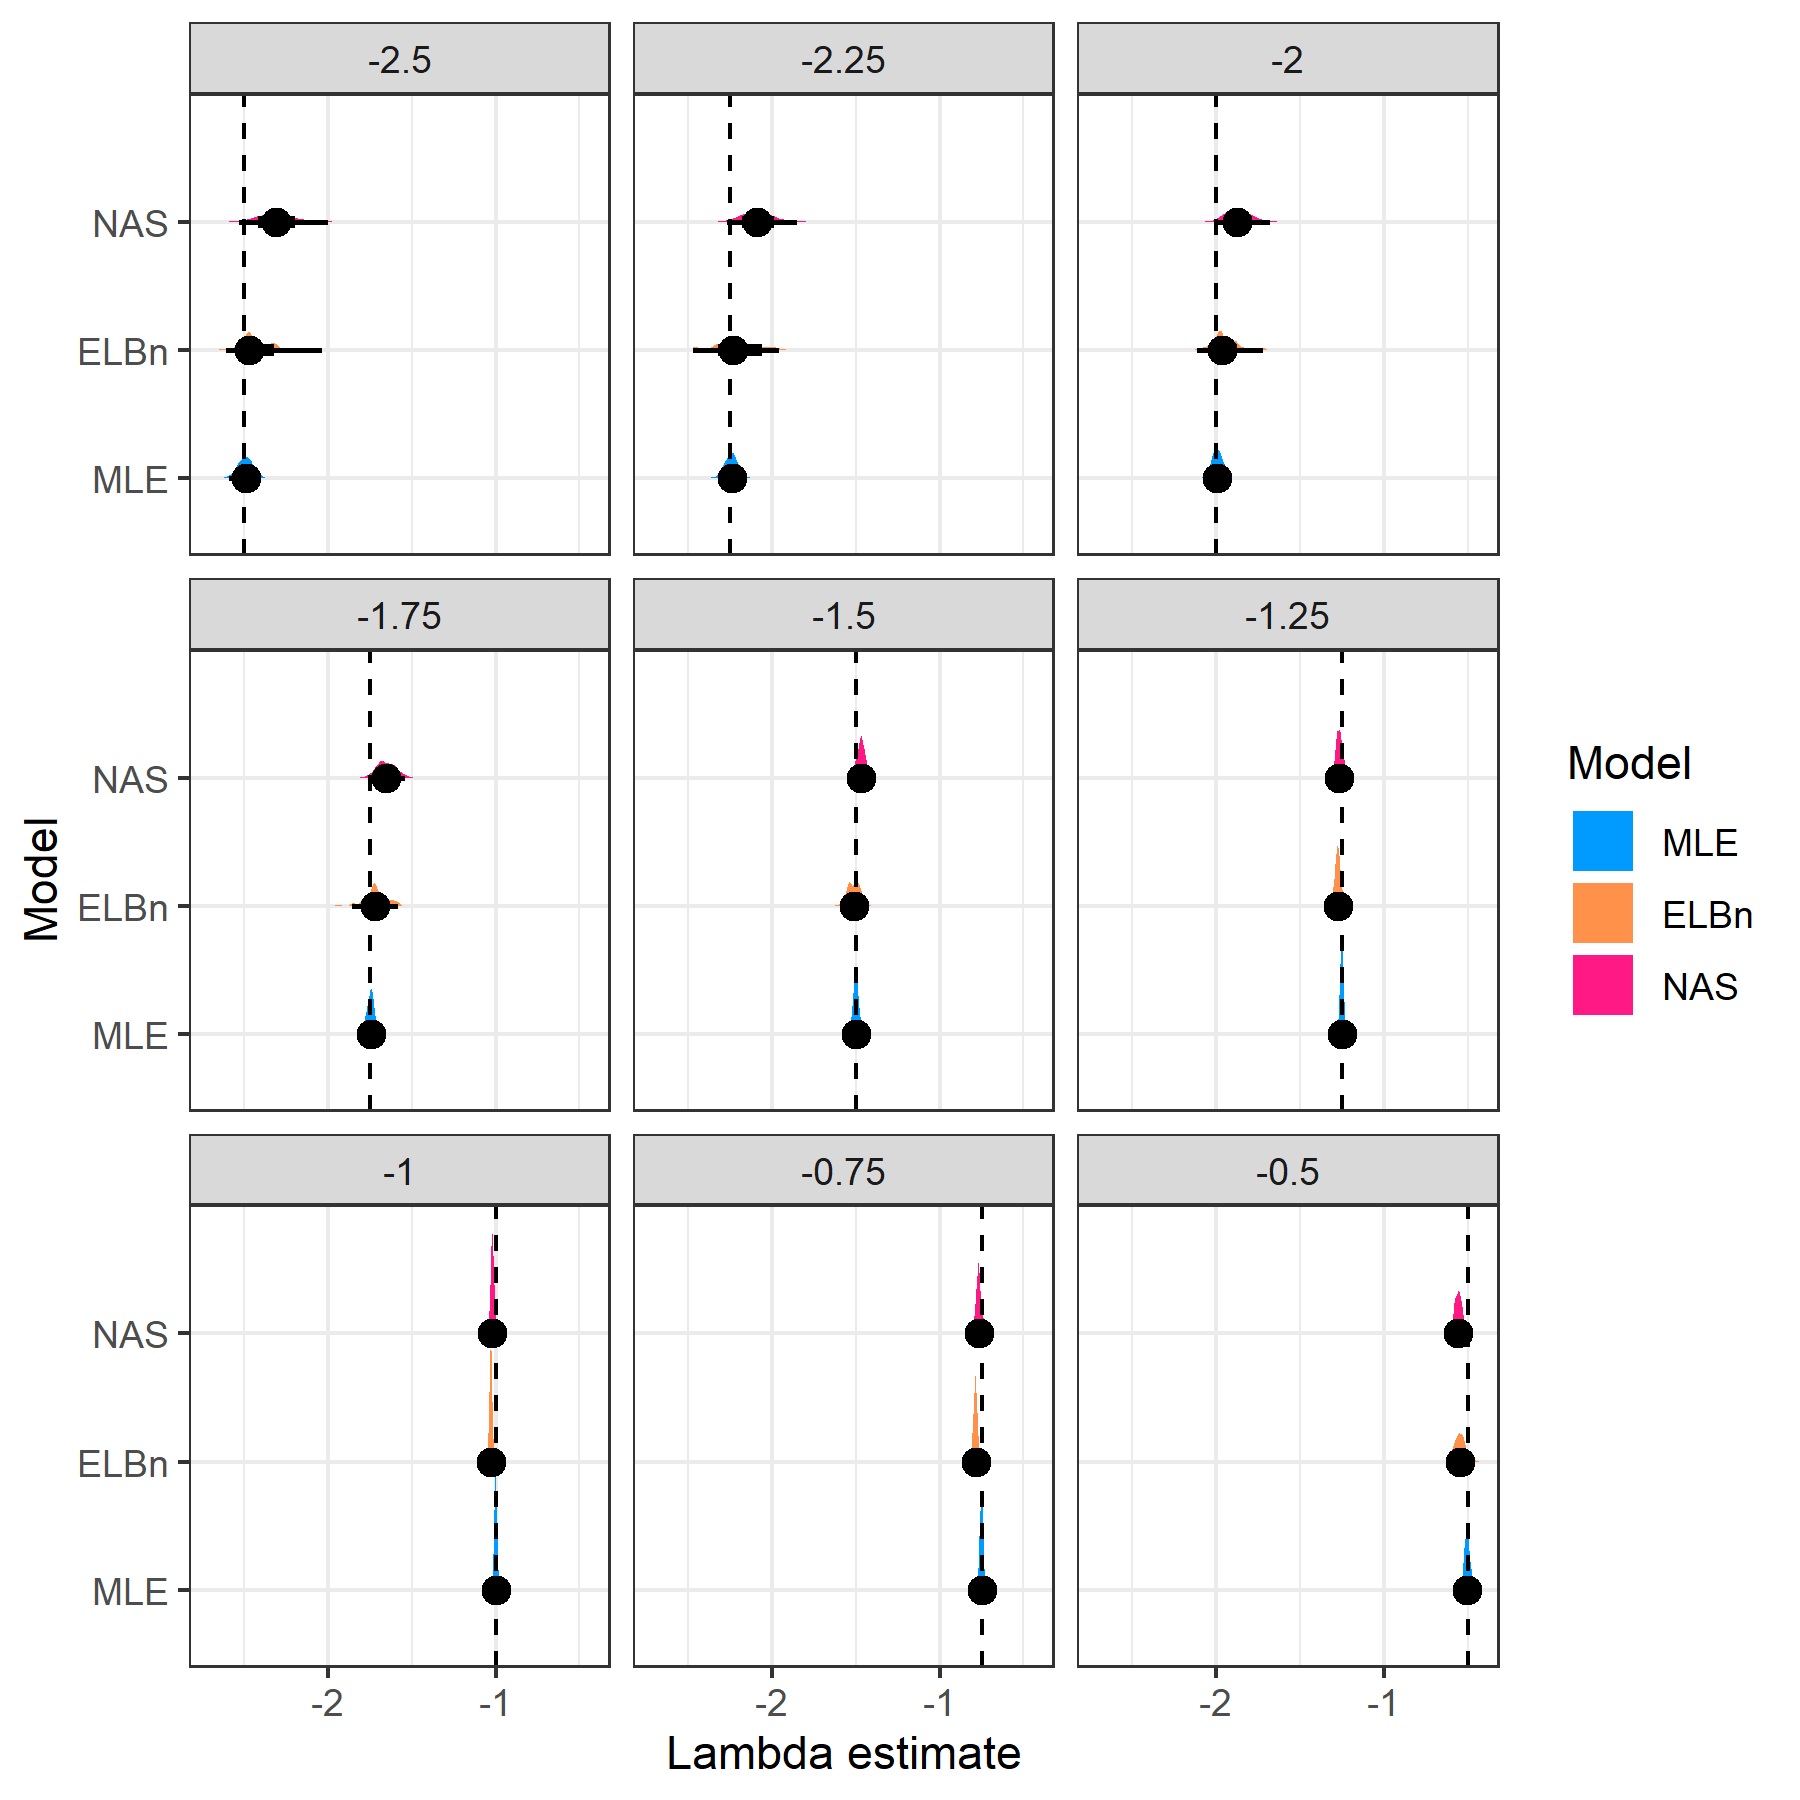 -2.5 -2.25 -2
NAS
ELBn
MLE
-1.75 -1.5 -1.25
NAS
ELBn
MLE
-1 -0.75 -0.5
NAS
ELBn
MLE
-2 -1 -2 -1 -2 -1
Lambda estimate
Model
Model
MLE
ELBn
NAS